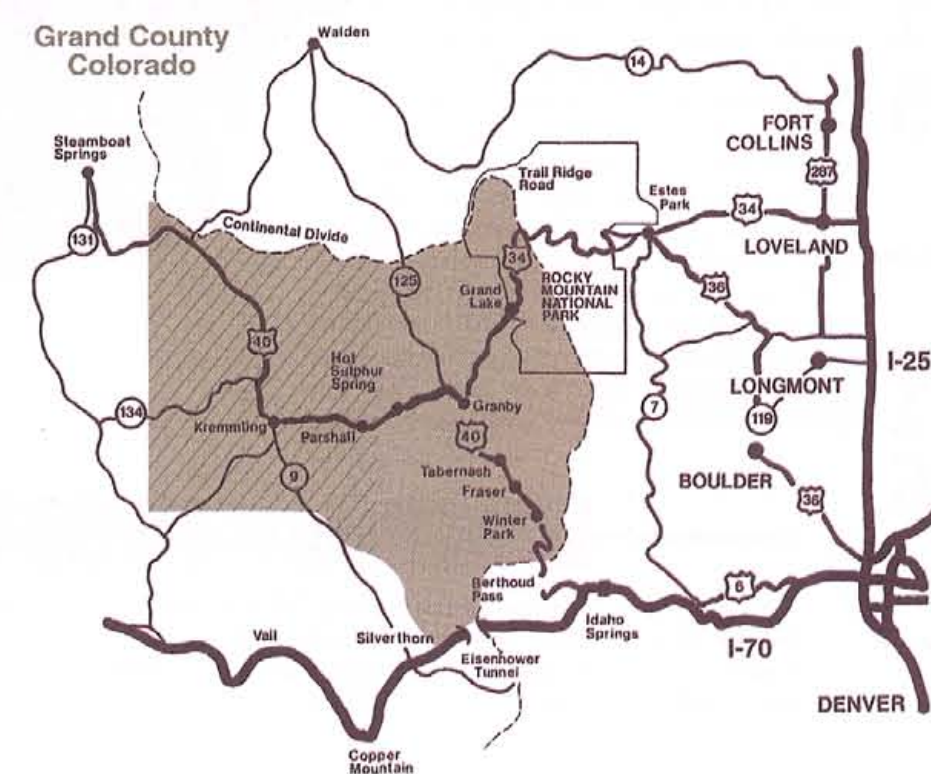 Grand County
Colorado
Walden
14
FORT
COLLINS
287
Steamboat
Springs
Trail Ridge
Road
Estes
Park
34
LOVELAND
131
Continental Divide
125
34
Grand
Lake
ROCKY
MOUNTAIN
NATIONAL
PARK
36
40
Hot
Sulphur
Spring
I-25
LONGMONT
134
Kremmling
Parshall
Granby
7
119
40
9
Tabernash
Fraser
Winter
Park
BOULDER
36
Berthoud
Pass
6
Idaho
Springs
Vail
Silverthorn
Eisenhower
Tunnel
I-70
DENVER
Copper
Mountain